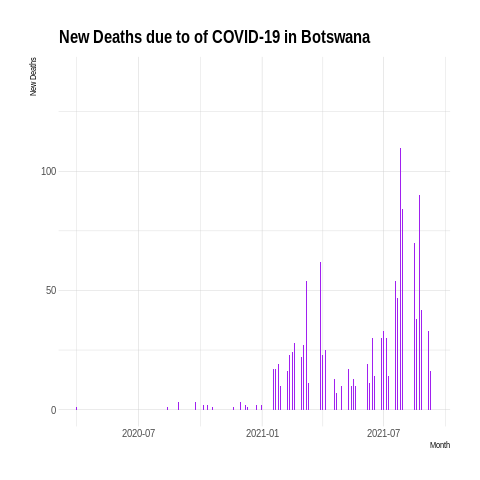 New Deaths due to of COVID-19 in Botswana
New Deaths
100
50
0
2020-07
2021-01
2021-07
Month